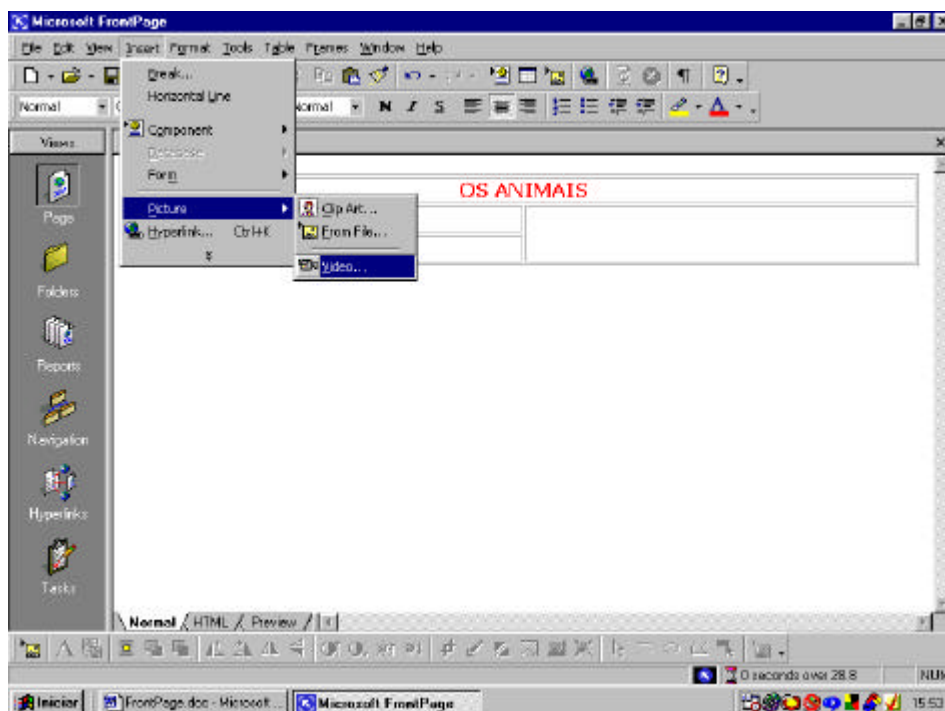 Microsoft FrontPage
File Edit View Insert Format Tools Table Frames Window Help
Break...
Horizontal Line
Normal
Normal
N I S
Component
Database
Form
Picture
Hyperlink... Ctrl+K
Clip Art...
From File...
Video...
OS ANIMAIS
Views
Page
Folders
Reports
Navigation
Hyperlinks
Tasks
Normal HTML Preview
0 seconds over 28.8
Iniciar FrontPage.doc - Microsoft ... Microsoft FrontPage 15:53